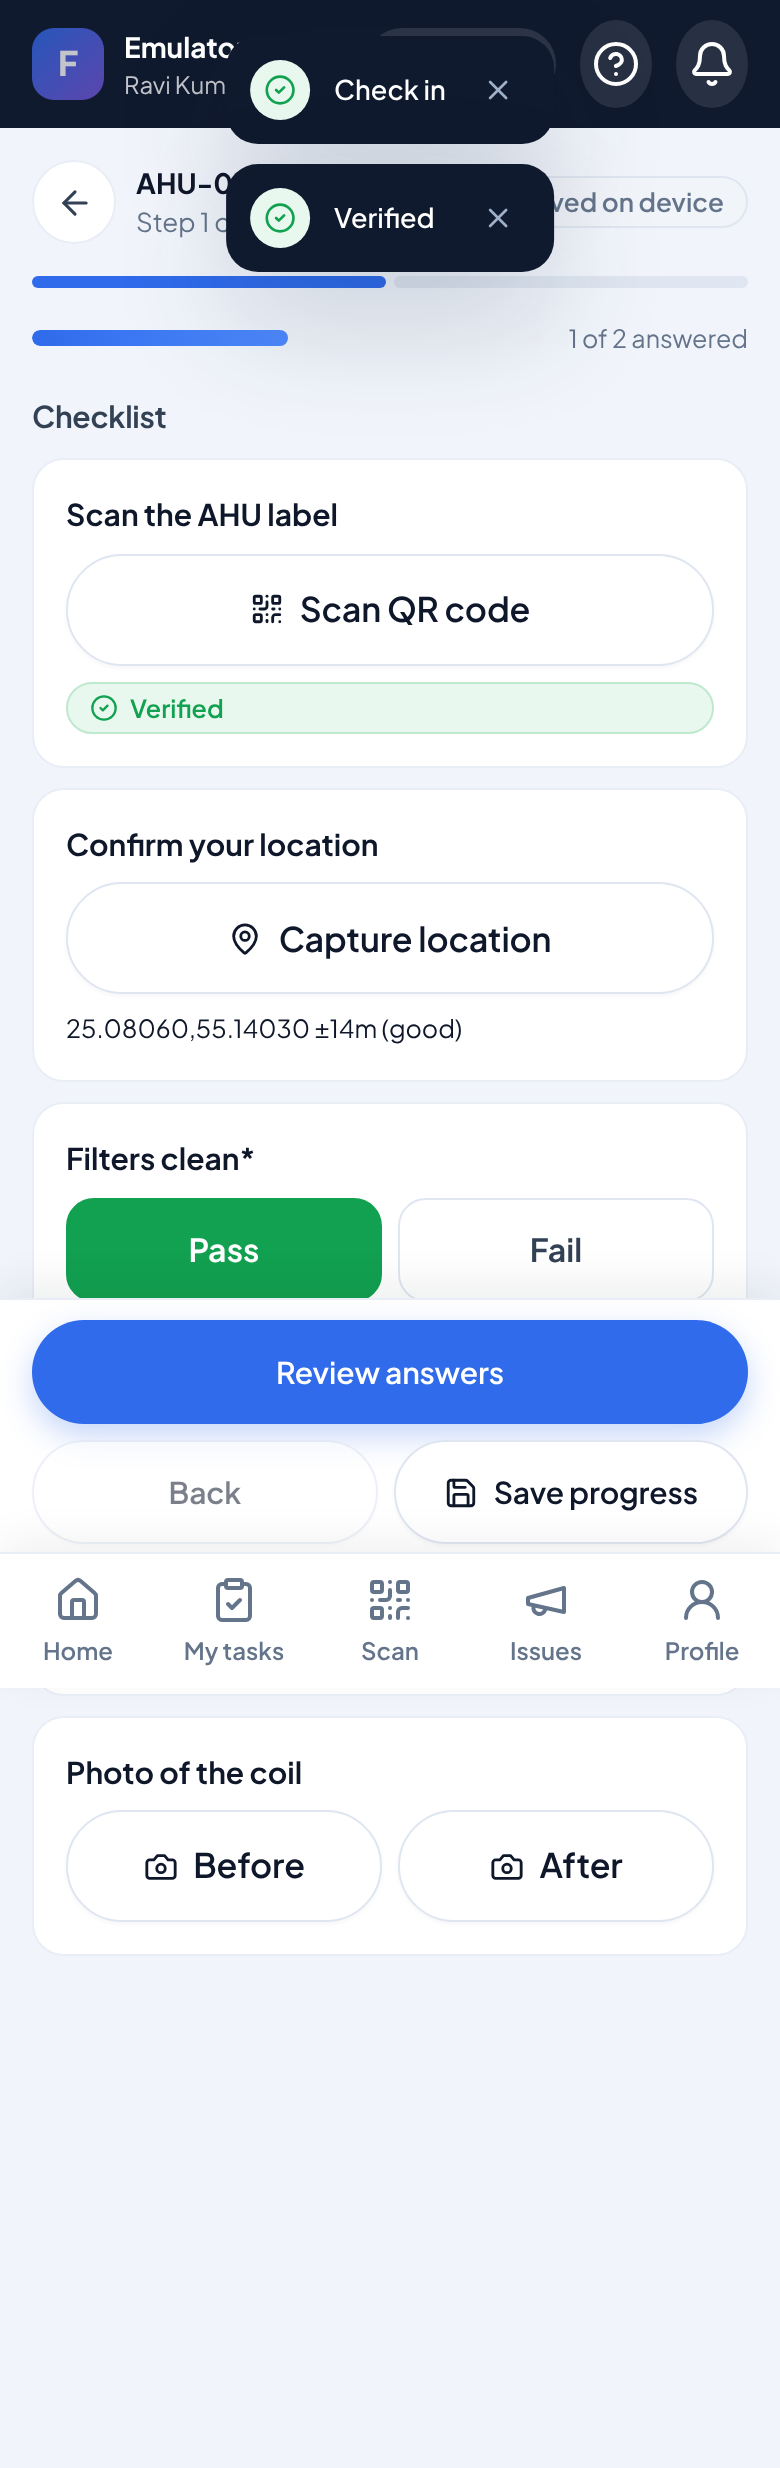 F
Emulato
Ravi Kum
Check in
AHU-0
Step 1 o
Verified
ved on device
1 of 2 answered
Checklist
Scan the AHU label
Scan QR code
Verified
Confirm your location
Capture location
25.08060,55.14030 ±14m (good)
Filters clean*
Pass
Fail
Review answers
Back
Save progress
Home
My tasks
Scan
Issues
Profile
Photo of the coil
Before
After